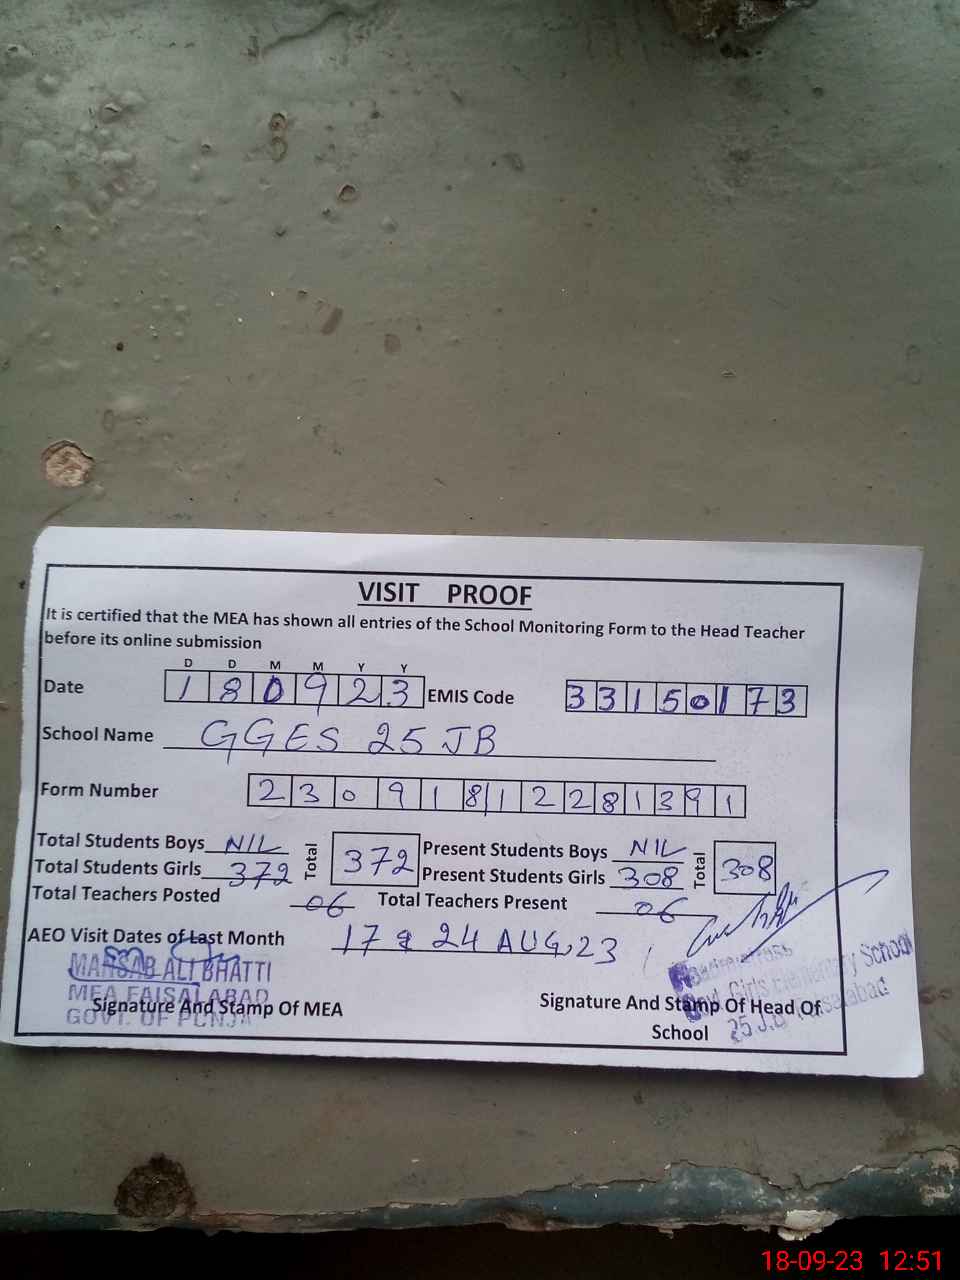 VISIT PROOF
It is certified that the MEA has shown all entries of the School Monitoring Form to the Head Teacher
before its online submission
D D M M Y Y
Date 1 8 0 9 2 3 EMIS Code 3 3 1 5 0 1 7 3
School Name GGES 25 JB
Form Number 2 3 0 9 1 8 1 2 2 8 1 3 9 1
Total Students Boys NIL Total 372 Present Students Boys NIL Total 308
Total Students Girls 372 Present Students Girls 308
Total Teachers Posted 06 Total Teachers Present 06
AEO Visit Dates of Last Month 17 & 24 AUG,23
MAHSAB ALI BHATTI
MEA FAISALABAD
GOVT. OF PUNJA
Signature And Stamp Of MEA
Headmistress
Govt. Girls Elementary School
25 J.B Faisalabad
Signature And Stamp Of Head Of
School
18-09-23 12:51